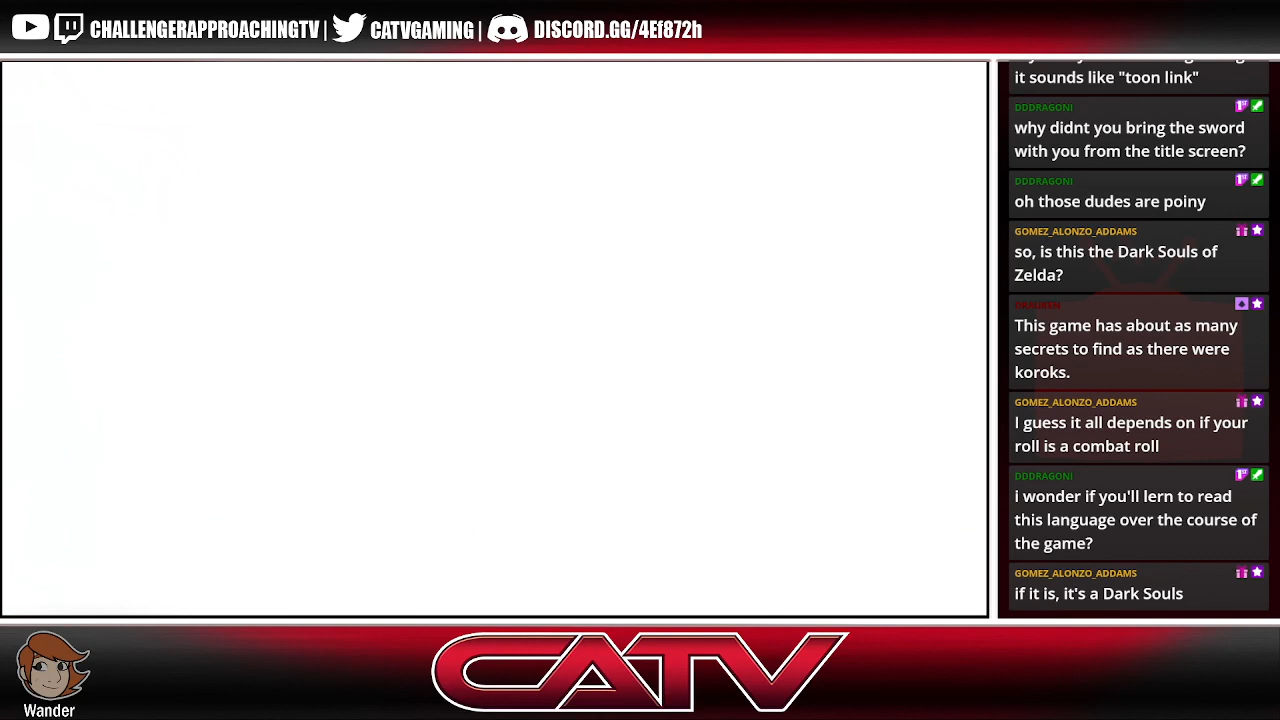 CHALLENGERAPPROACHINGTV | CATVGAMING | DISCORD.GG/4Ef872h
it sounds like "toon link"
DDDRAGONI
why didnt you bring the sword
with you from the title screen?
DDDRAGONI
oh those dudes are poiny
GOMEZ_ALONZO_ADDAMS
so, is this the Dark Souls of
Zelda?
This game has about as many
secrets to find as there were
koroks.
GOMEZ_ALONZO_ADDAMS
I guess it all depends on if your
roll is a combat roll
DDDRAGONI
i wonder if you'll lern to read
this language over the course of
the game?
GOMEZ_ALONZO_ADDAMS
if it is, it's a Dark Souls
CATV
Wander